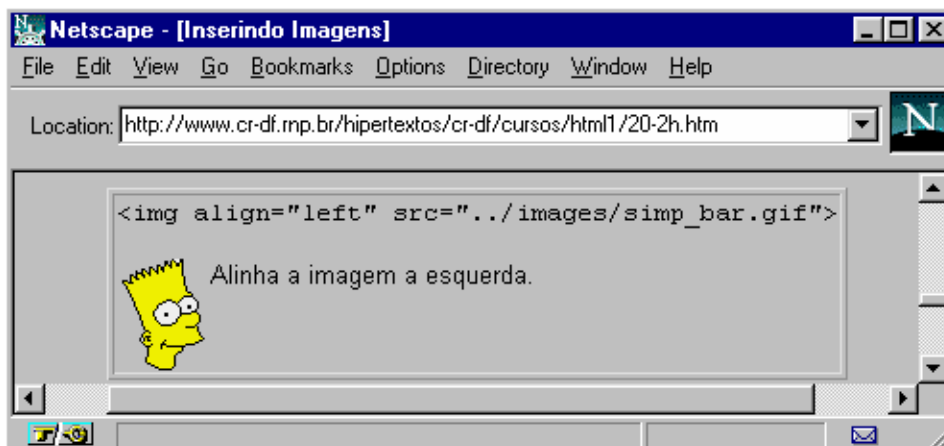 Netscape - [Inserindo Imagens]
File Edit View Go Bookmarks Options Directory Window Help
Location: http://www.cr-df.rnp.br/hipertextos/cr-df/cursos/html1/20-2h.htm
N
<img align="left" src="../images/simp_bar.gif">
Alinha a imagem a esquerda.